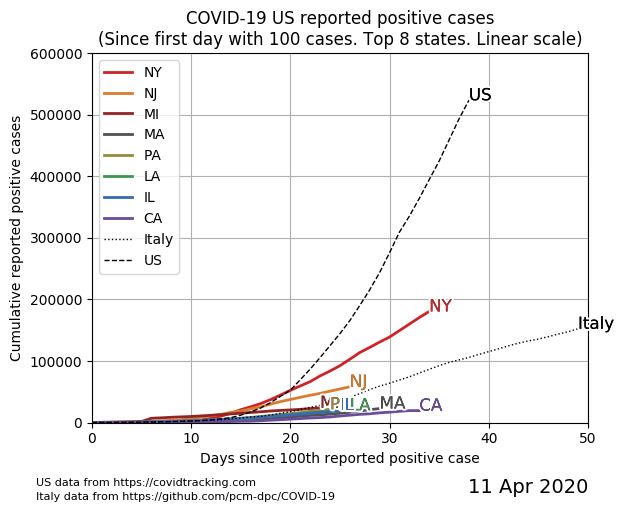 COVID-19 US reported positive cases
(Since first day with 100 cases. Top 8 states. Linear scale)
600000
500000
400000
300000
200000
100000
0
Cumulative reported positive cases
NY
NJ
MI
MA
PA
LA
IL
CA
Italy
US
US
NY
Italy
NJ
M
P
IL
LA
MA
CA
0
10
20
30
40
50
Days since 100th reported positive case
US data from https://covidtracking.com
Italy data from https://github.com/pcm-dpc/COVID-19
11 Apr 2020